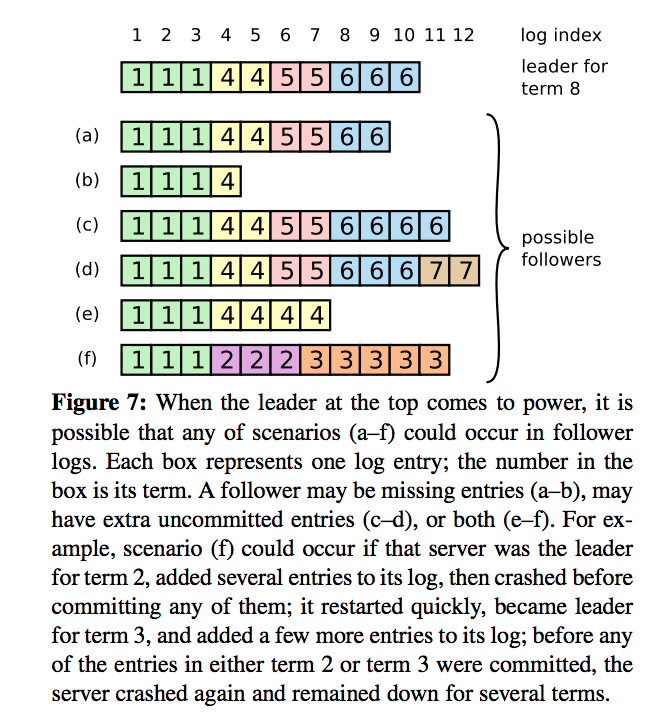 1 2 3 4 5 6 7 8 9 10 11 12 log index
1 1 1 4 4 5 5 6 6 6 leader for
term 8
(a) 1 1 1 4 4 5 5 6 6
(b) 1 1 1 4
(c) 1 1 1 4 4 5 5 6 6 6 6
(d) 1 1 1 4 4 5 5 6 6 6 7 7
possible
followers
(e) 1 1 1 4 4 4 4
(f) 1 1 1 2 2 2 3 3 3 3 3
Figure 7: When the leader at the top comes to power, it is
possible that any of scenarios (a–f) could occur in follower
logs. Each box represents one log entry; the number in the
box is its term. A follower may be missing entries (a–b), may
have extra uncommitted entries (c–d), or both (e–f). For ex-
ample, scenario (f) could occur if that server was the leader
for term 2, added several entries to its log, then crashed before
committing any of them; it restarted quickly, became leader
for term 3, and added a few more entries to its log; before any
of the entries in either term 2 or term 3 were committed, the
server crashed again and remained down for several terms.